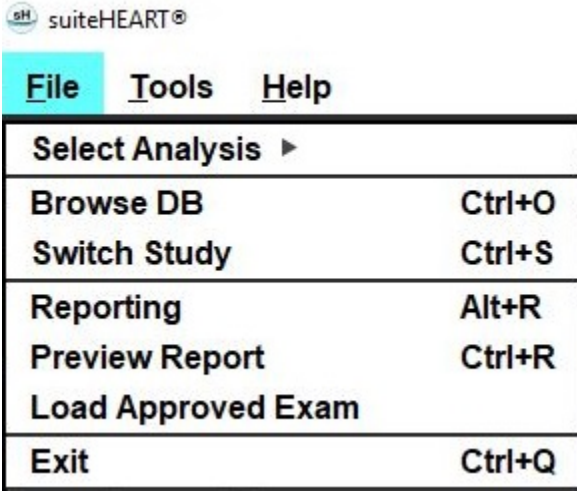 sH suiteHEART®
File Tools Help
Select Analysis ▶
Browse DB Ctrl+O
Switch Study Ctrl+S
Reporting Alt+R
Preview Report Ctrl+R
Load Approved Exam
Exit Ctrl+Q